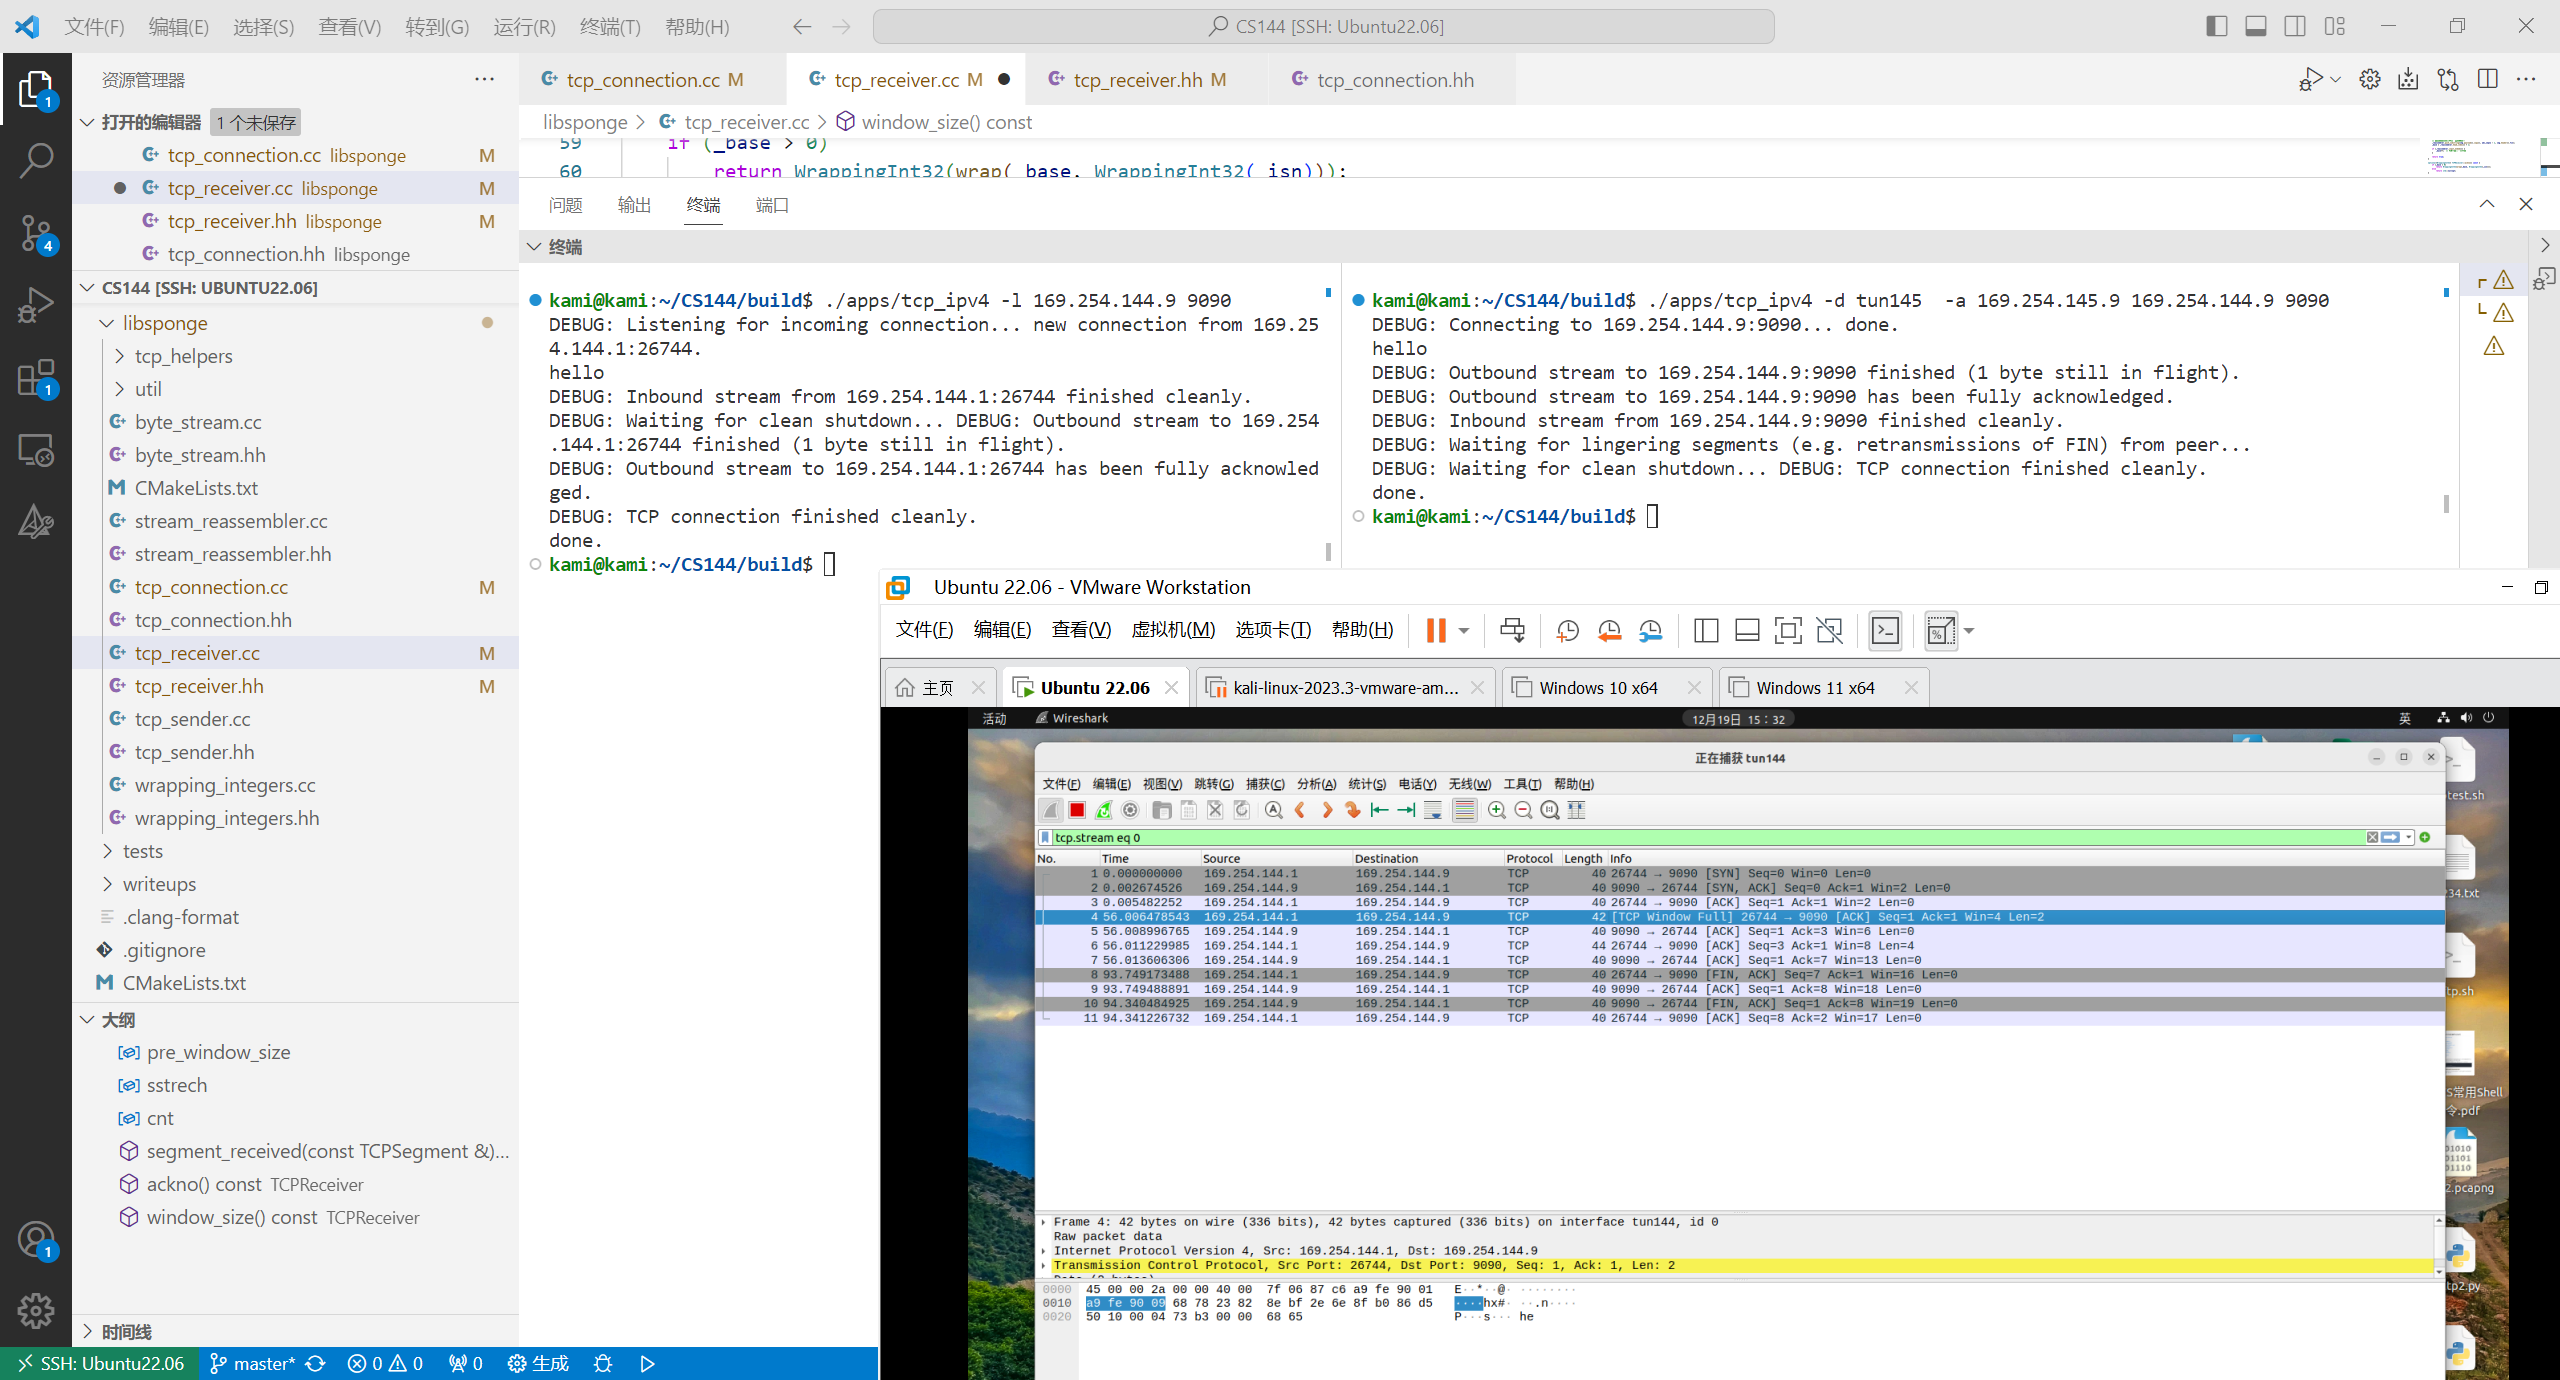 文件(F) 编辑(E) 选择(S) 查看(V) 转到(G) 运行(R) 终端(T) 帮助(H)
CS144 [SSH: Ubuntu22.06]
资源管理器
打开的编辑器 1 个未保存
tcp_connection.cc libsponge M
tcp_receiver.cc libsponge M
tcp_receiver.hh libsponge M
tcp_connection.hh libsponge
CS144 [SSH: UBUNTU22.06]
libsponge
tcp_helpers
util
byte_stream.cc
byte_stream.hh
CMakeLists.txt
stream_reassembler.cc
stream_reassembler.hh
tcp_connection.cc M
tcp_connection.hh
tcp_receiver.cc M
tcp_receiver.hh M
tcp_sender.cc
tcp_sender.hh
wrapping_integers.cc
wrapping_integers.hh
tests
writeups
.clang-format
.gitignore
CMakeLists.txt
大纲
pre_window_size
sstrech
cnt
segment_received(const TCPSegment &)...
ackno() const TCPReceiver
window_size() const TCPReceiver
时间线
1
4
1
1
SSH: Ubuntu22.06 master* 0 0 0 生成
tcp_connection.cc M tcp_receiver.cc M tcp_receiver.hh M tcp_connection.hh
libsponge > tcp_receiver.cc > window_size() const
59 if (_base > 0)
60 return WrappingInt32(wrap(_base, WrappingInt32(_isn)));
问题 输出 终端 端口
终端
kami@kami:~/CS144/build$ ./apps/tcp_ipv4 -l 169.254.144.9 9090
DEBUG: Listening for incoming connection... new connection from 169.25
4.144.1:26744.
hello
DEBUG: Inbound stream from 169.254.144.1:26744 finished cleanly.
DEBUG: Waiting for clean shutdown... DEBUG: Outbound stream to 169.254
.144.1:26744 finished (1 byte still in flight).
DEBUG: Outbound stream to 169.254.144.1:26744 has been fully acknowled
ged.
DEBUG: TCP connection finished cleanly.
done.
kami@kami:~/CS144/build$
kami@kami:~/CS144/build$ ./apps/tcp_ipv4 -d tun145  -a 169.254.145.9 169.254.144.9 9090
DEBUG: Connecting to 169.254.144.9:9090... done.
hello
DEBUG: Outbound stream to 169.254.144.9:9090 finished (1 byte still in flight).
DEBUG: Outbound stream to 169.254.144.9:9090 has been fully acknowledged.
DEBUG: Inbound stream from 169.254.144.9:9090 finished cleanly.
DEBUG: Waiting for lingering segments (e.g. retransmissions of FIN) from peer...
DEBUG: Waiting for clean shutdown... DEBUG: TCP connection finished cleanly.
done.
kami@kami:~/CS144/build$
Ubuntu 22.06 - VMware Workstation
文件(F) 编辑(E) 查看(V) 虚拟机(M) 选项卡(T) 帮助(H)
主页 Ubuntu 22.06 kali-linux-2023.3-vmware-am... Windows 10 x64 Windows 11 x64
活动 Wireshark 12月19日 15：32 英
正在捕获 tun144
文件(F) 编辑(E) 视图(V) 跳转(G) 捕获(C) 分析(A) 统计(S) 电话(Y) 无线(W) 工具(T) 帮助(H)
tcp.stream eq 0
No. Time Source Destination Protocol Length Info
1 0.000000000 169.254.144.1 169.254.144.9 TCP 40 26744 → 9090 [SYN] Seq=0 Win=0 Len=0
2 0.002674526 169.254.144.9 169.254.144.1 TCP 40 9090 → 26744 [SYN, ACK] Seq=0 Ack=1 Win=2 Len=0
3 0.005482252 169.254.144.1 169.254.144.9 TCP 40 26744 → 9090 [ACK] Seq=1 Ack=1 Win=2 Len=0
4 56.006478543 169.254.144.1 169.254.144.9 TCP 42 [TCP Window Full] 26744 → 9090 [ACK] Seq=1 Ack=1 Win=4 Len=2
5 56.008996765 169.254.144.9 169.254.144.1 TCP 40 9090 → 26744 [ACK] Seq=1 Ack=3 Win=6 Len=0
6 56.011229985 169.254.144.1 169.254.144.9 TCP 44 26744 → 9090 [ACK] Seq=3 Ack=1 Win=8 Len=4
7 56.013606306 169.254.144.9 169.254.144.1 TCP 40 9090 → 26744 [ACK] Seq=1 Ack=7 Win=13 Len=0
8 93.749173488 169.254.144.1 169.254.144.9 TCP 40 26744 → 9090 [FIN, ACK] Seq=7 Ack=1 Win=16 Len=0
9 93.749488891 169.254.144.9 169.254.144.1 TCP 40 9090 → 26744 [ACK] Seq=1 Ack=8 Win=18 Len=0
10 94.340484925 169.254.144.9 169.254.144.1 TCP 40 9090 → 26744 [FIN, ACK] Seq=1 Ack=8 Win=19 Len=0
11 94.341226732 169.254.144.1 169.254.144.9 TCP 40 26744 → 9090 [ACK] Seq=8 Ack=2 Win=17 Len=0
Frame 4: 42 bytes on wire (336 bits), 42 bytes captured (336 bits) on interface tun144, id 0
Raw packet data
Internet Protocol Version 4, Src: 169.254.144.1, Dst: 169.254.144.9
Transmission Control Protocol, Src Port: 26744, Dst Port: 9090, Seq: 1, Ack: 1, Len: 2
0000 45 00 00 2a 00 00 40 00 7f 06 87 c6 a9 fe 90 01 E··*··@· ········
0010 a9 fe 90 09 68 78 23 82 8e bf 2e 6e 8f b0 86 d5 ····hx#· ··.n····
0020 50 10 00 04 73 b3 00 00 68 65 P···s··· he
test.sh
34.txt
tp.sh
S常用Shell
令.pdf
2.pcapng
tp2.py